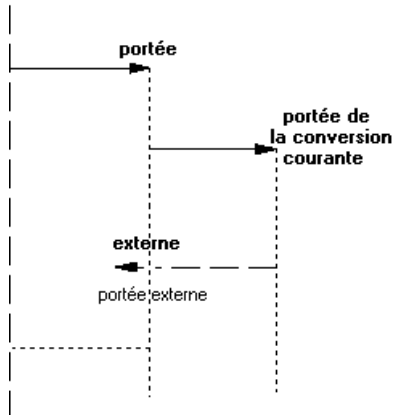 portée
portée de
la conversion
courante
externe
portée externe